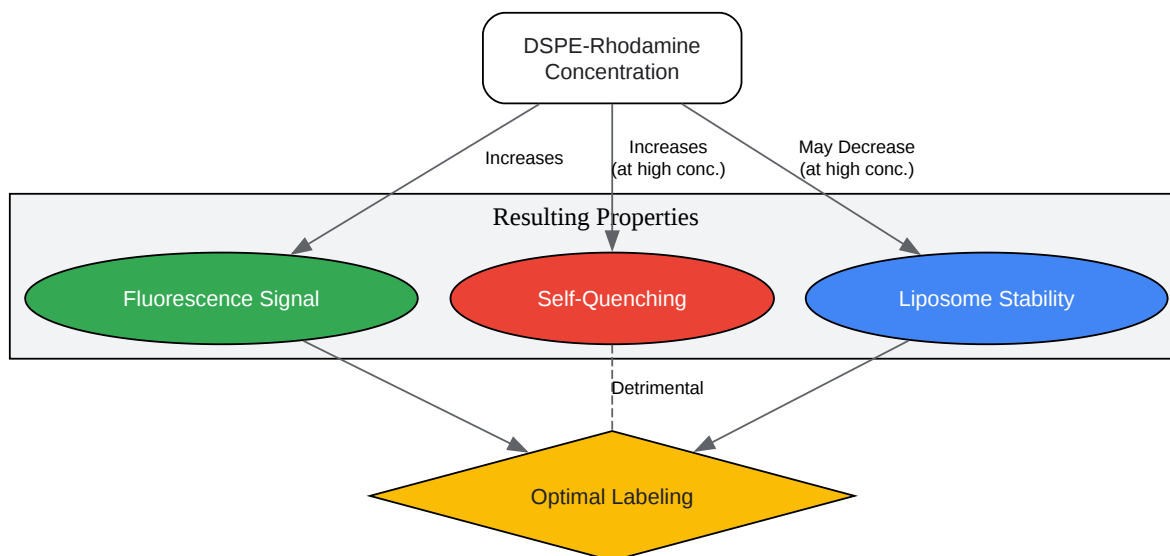 DSPE-Rhodamine
Concentration
Increases
Increases
(at high conc.)
May Decrease
(at high conc.)
Resulting Properties
Fluorescence Signal
Self-Quenching
Liposome Stability
Detrimental
Optimal Labeling